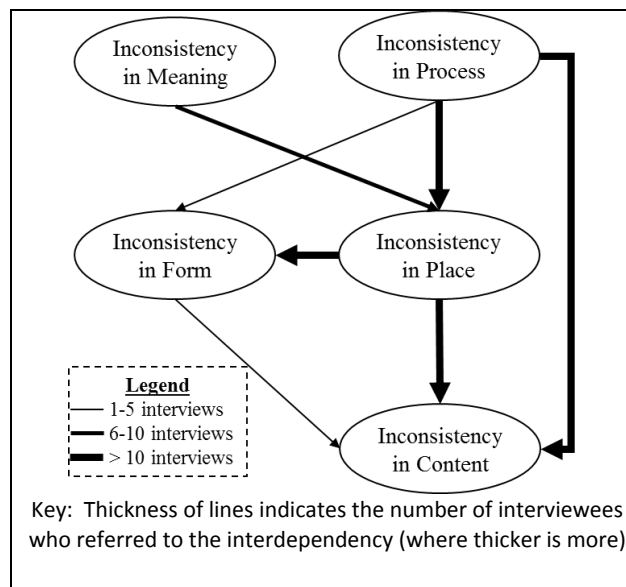 Inconsistency
in Meaning
Inconsistency
in Process
Inconsistency
in Form
Inconsistency
in Place
Legend
1-5 interviews
6-10 interviews
> 10 interviews
Inconsistency
in Content
Key:  Thickness of lines indicates the number of interviewees
who referred to the interdependency (where thicker is more)